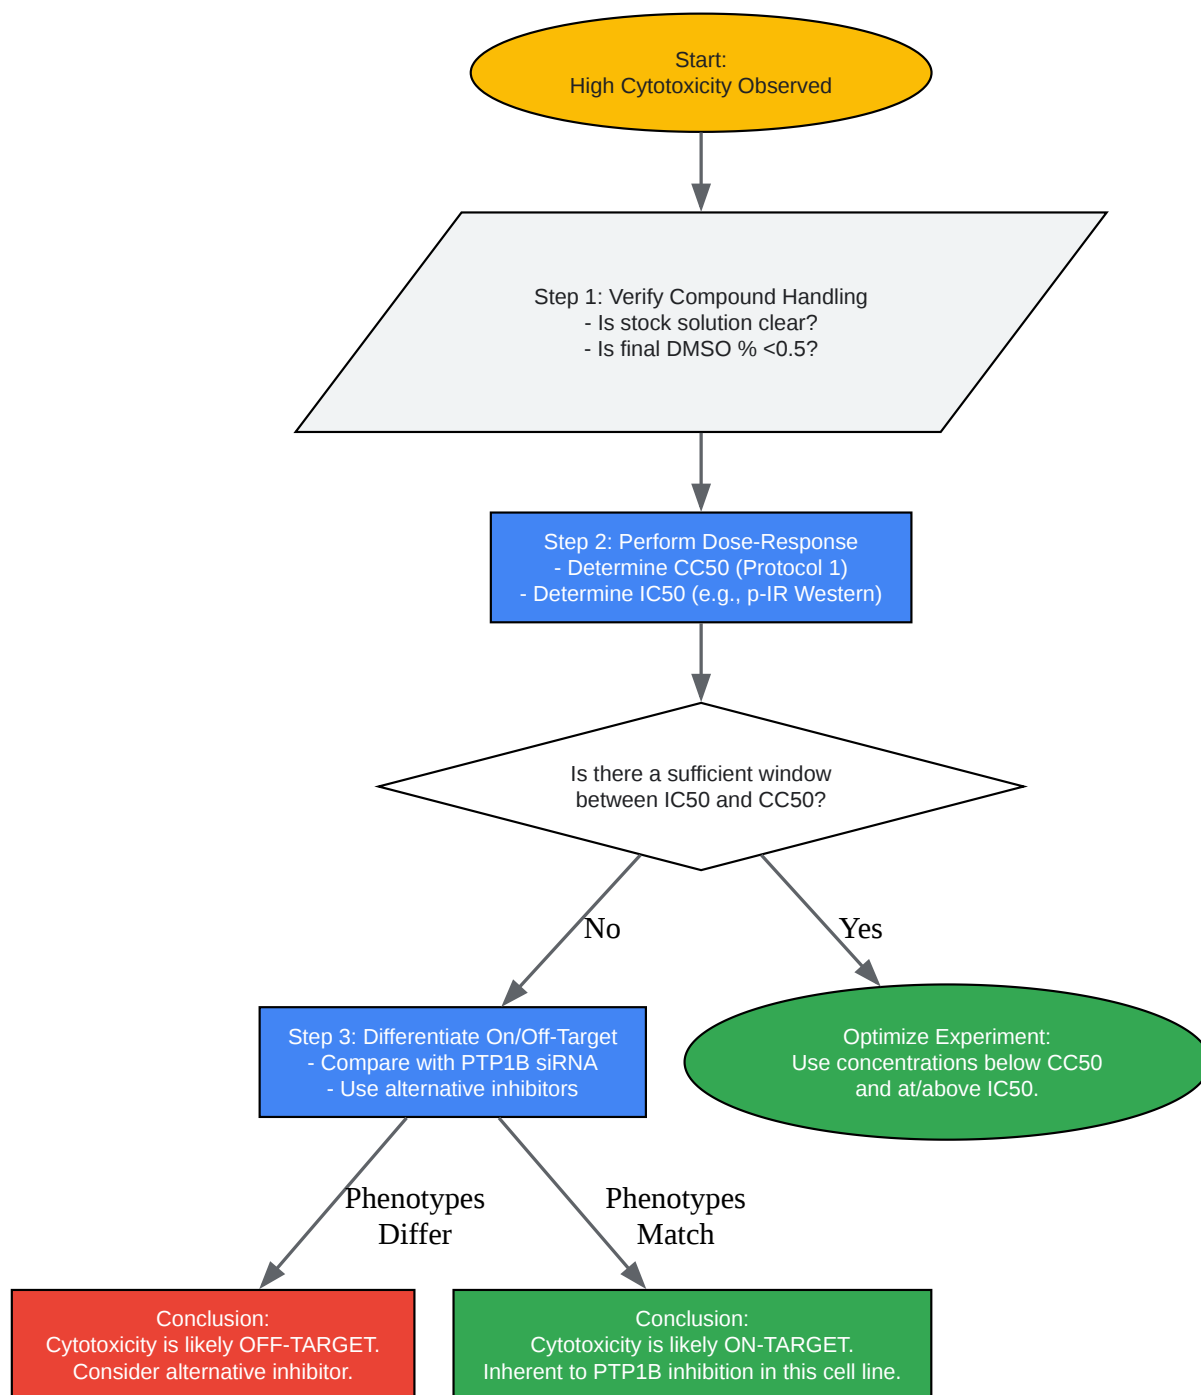 Start:
High Cytotoxicity Observed
Step 1: Verify Compound Handling
- Is stock solution clear?
- Is final DMSO % <0.5?
Step 2: Perform Dose-Response
- Determine CC50 (Protocol 1)
- Determine IC50 (e.g., p-IR Western)
Is there a sufficient window
between IC50 and CC50?
No
Yes
Step 3: Differentiate On/Off-Target
- Compare with PTP1B siRNA
- Use alternative inhibitors
Optimize Experiment:
Use concentrations below CC50
and at/above IC50.
Phenotypes
Differ
Phenotypes
Match
Conclusion:
Cytotoxicity is likely OFF-TARGET.
Consider alternative inhibitor.
Conclusion:
Cytotoxicity is likely ON-TARGET.
Inherent to PTP1B inhibition in this cell line.